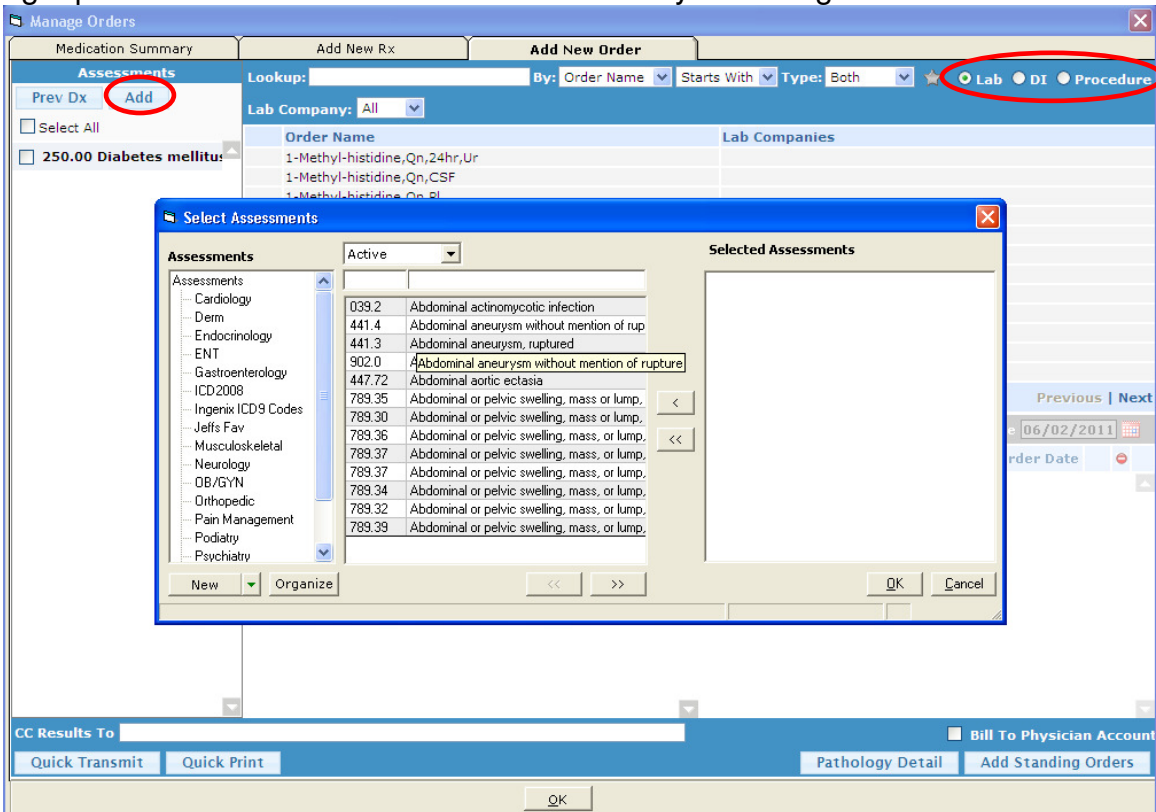 Manage Orders
Medication Summary Add New Rx Add New Order
Assessments
Prev Dx Add
Select All
250.00 Diabetes mellitus
Lookup: By: Order Name Starts With Type: Both Lab DI Procedure
Lab Company: All
Order Name Lab Companies
1-Methyl-histidine,Qn,24hr,Ur
1-Methyl-histidine,Qn,CSF
1-Methyl-histidine,Qn,Pl
Select Assessments
Assessments Active Selected Assessments
Assessments
Cardiology
Derm
Endocrinology
ENT
Gastroenterology
ICD2008
Ingenix ICD9 Codes
Jeffs Fav
Musculoskeletal
Neurology
OB/GYN
Orthopedic
Pain Management
Podiatry
Psychiatry
039.2 Abdominal actinomycotic infection
441.4 Abdominal aneurysm without mention of rup
441.3 Abdominal aneurysm, ruptured
902.0
Abdominal aneurysm without mention of rupture
447.72 Abdominal aortic ectasia
789.35 Abdominal or pelvic swelling, mass or lump,
789.30 Abdominal or pelvic swelling, mass or lump,
789.36 Abdominal or pelvic swelling, mass, or lump,
789.37 Abdominal or pelvic swelling, mass, or lump,
789.37 Abdominal or pelvic swelling, mass, or lump,
789.34 Abdominal or pelvic swelling, mass, or lump,
789.32 Abdominal or pelvic swelling, mass, or lump,
789.39 Abdominal or pelvic swelling, mass, or lump,
<
<<
New Organize << >> OK Cancel
Previous | Next
06/02/2011
rder Date
CC Results To Bill To Physician Account
Quick Transmit Quick Print Pathology Detail Add Standing Orders
OK